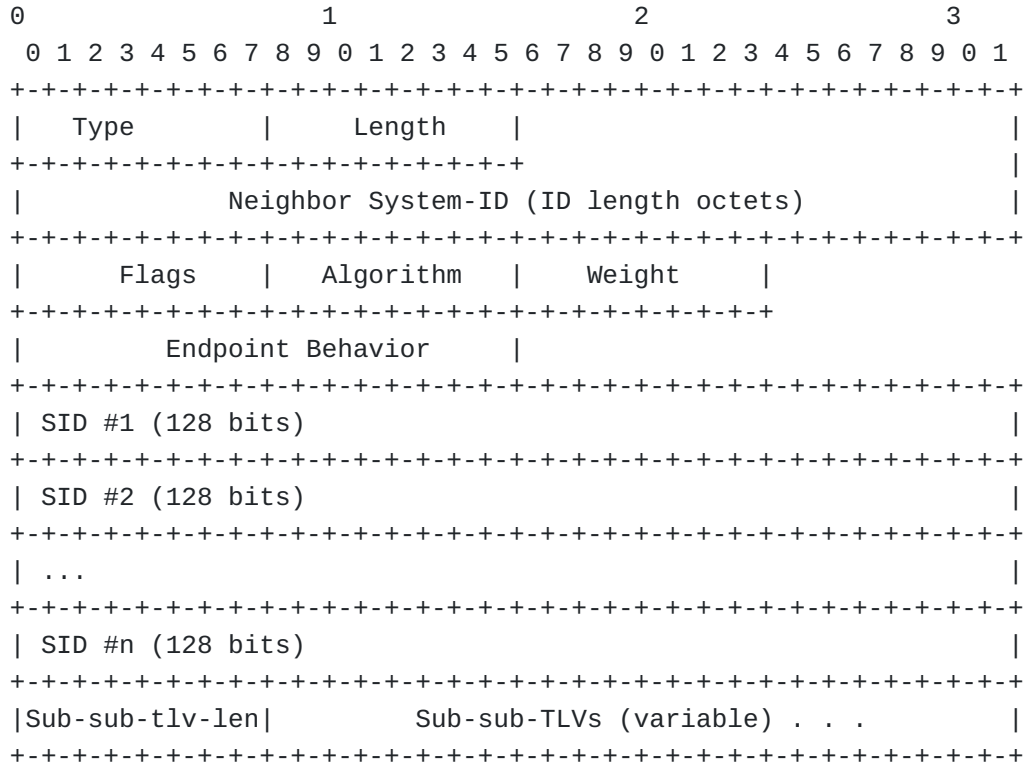 0                   1                   2                   3
 0 1 2 3 4 5 6 7 8 9 0 1 2 3 4 5 6 7 8 9 0 1 2 3 4 5 6 7 8 9 0 1
+-+-+-+-+-+-+-+-+-+-+-+-+-+-+-+-+-+-+-+-+-+-+-+-+-+-+-+-+-+-+-+-+
|   Type        |     Length    |                               |
+-+-+-+-+-+-+-+-+-+-+-+-+-+-+-+-+                               |
|             Neighbor System-ID (ID length octets)             |
+-+-+-+-+-+-+-+-+-+-+-+-+-+-+-+-+-+-+-+-+-+-+-+-+-+-+-+-+-+-+-+-+
|      Flags    |   Algorithm   |    Weight     |
+-+-+-+-+-+-+-+-+-+-+-+-+-+-+-+-+-+-+-+-+-+-+-+-+
|         Endpoint Behavior     |
+-+-+-+-+-+-+-+-+-+-+-+-+-+-+-+-+-+-+-+-+-+-+-+-+-+-+-+-+-+-+-+-+
| SID #1 (128 bits)                                             |
+-+-+-+-+-+-+-+-+-+-+-+-+-+-+-+-+-+-+-+-+-+-+-+-+-+-+-+-+-+-+-+-+
| SID #2 (128 bits)                                             |
+-+-+-+-+-+-+-+-+-+-+-+-+-+-+-+-+-+-+-+-+-+-+-+-+-+-+-+-+-+-+-+-+
| ...                                                           |
+-+-+-+-+-+-+-+-+-+-+-+-+-+-+-+-+-+-+-+-+-+-+-+-+-+-+-+-+-+-+-+-+
| SID #n (128 bits)                                             |
+-+-+-+-+-+-+-+-+-+-+-+-+-+-+-+-+-+-+-+-+-+-+-+-+-+-+-+-+-+-+-+-+
|Sub-sub-tlv-len|         Sub-sub-TLVs (variable) . . .         |
+-+-+-+-+-+-+-+-+-+-+-+-+-+-+-+-+-+-+-+-+-+-+-+-+-+-+-+-+-+-+-+-+